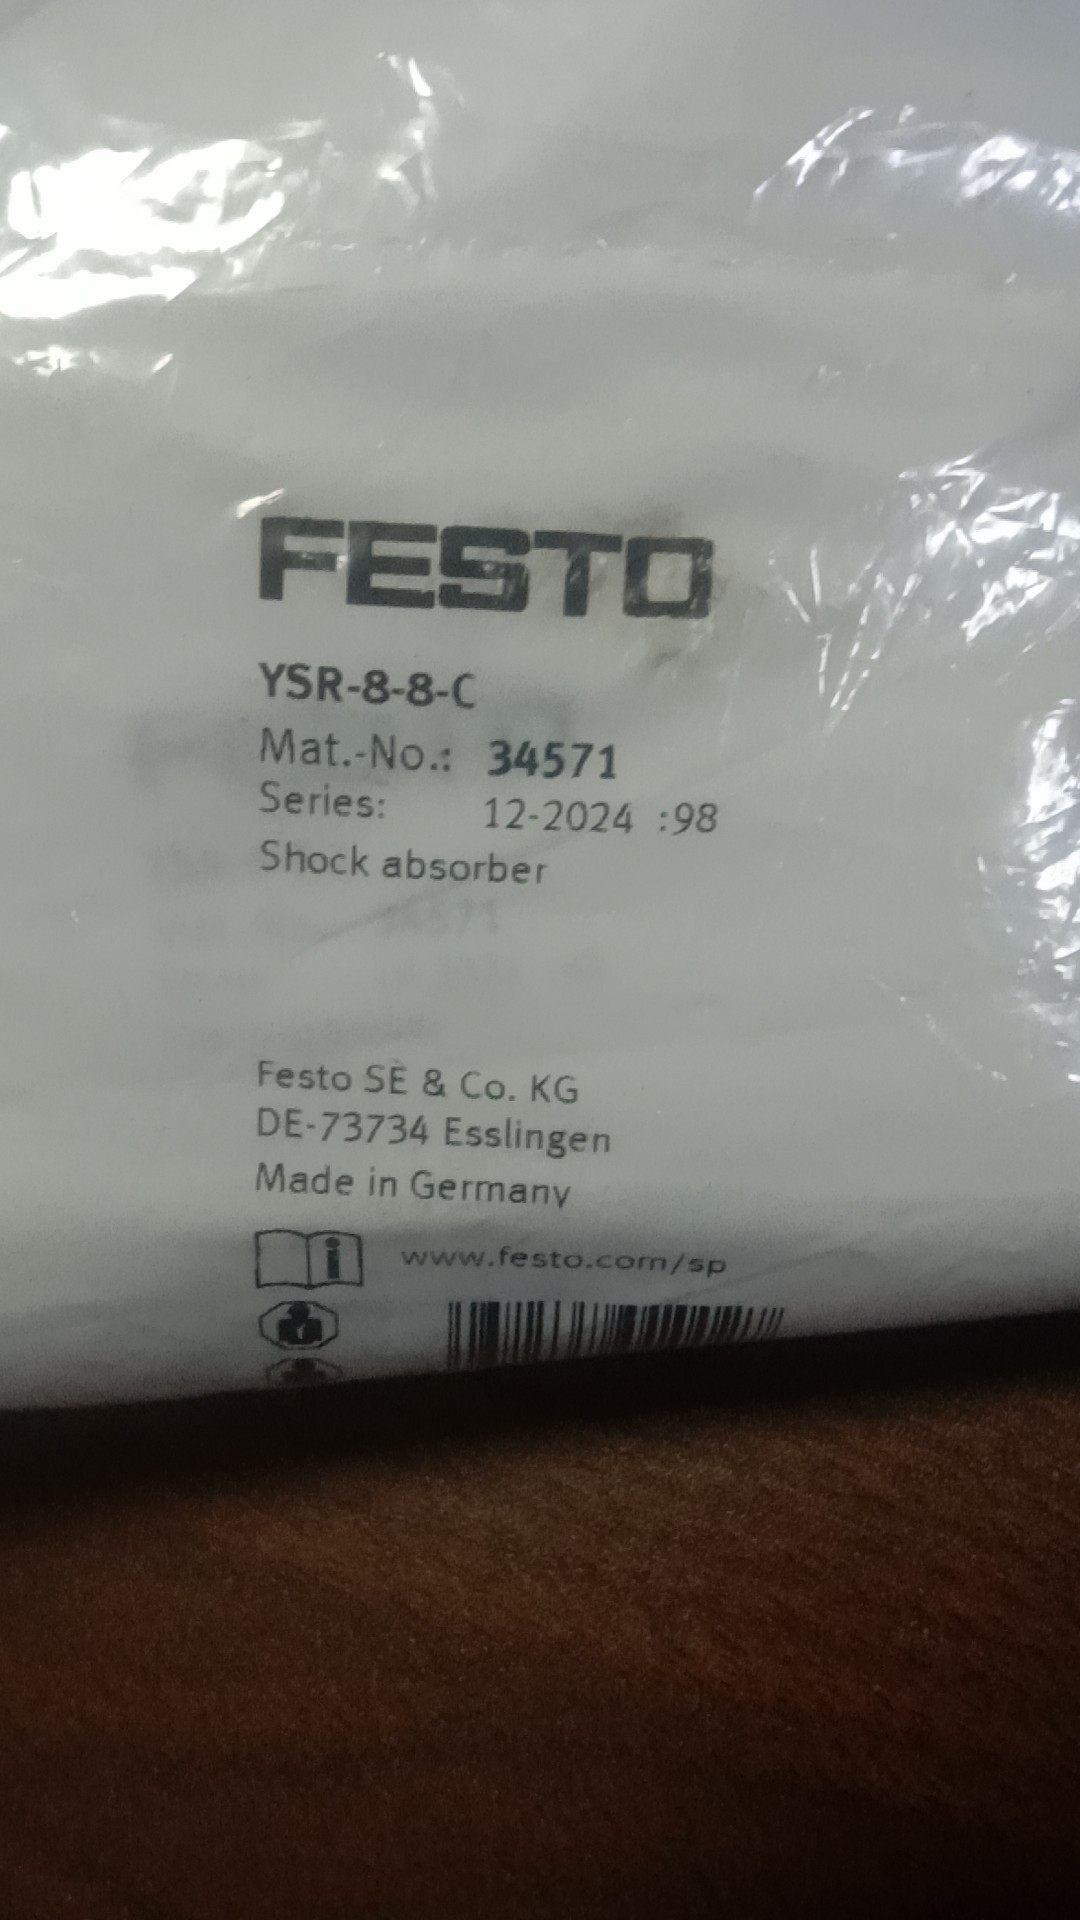 FESTO
YSR-8-8-C
Mat.-No.: 34571
Series: 12-2024 :98
Shock absorber
Festo SE & Co. KG
DE-73734 Esslingen
Made in Germany
www.festo.com/sp